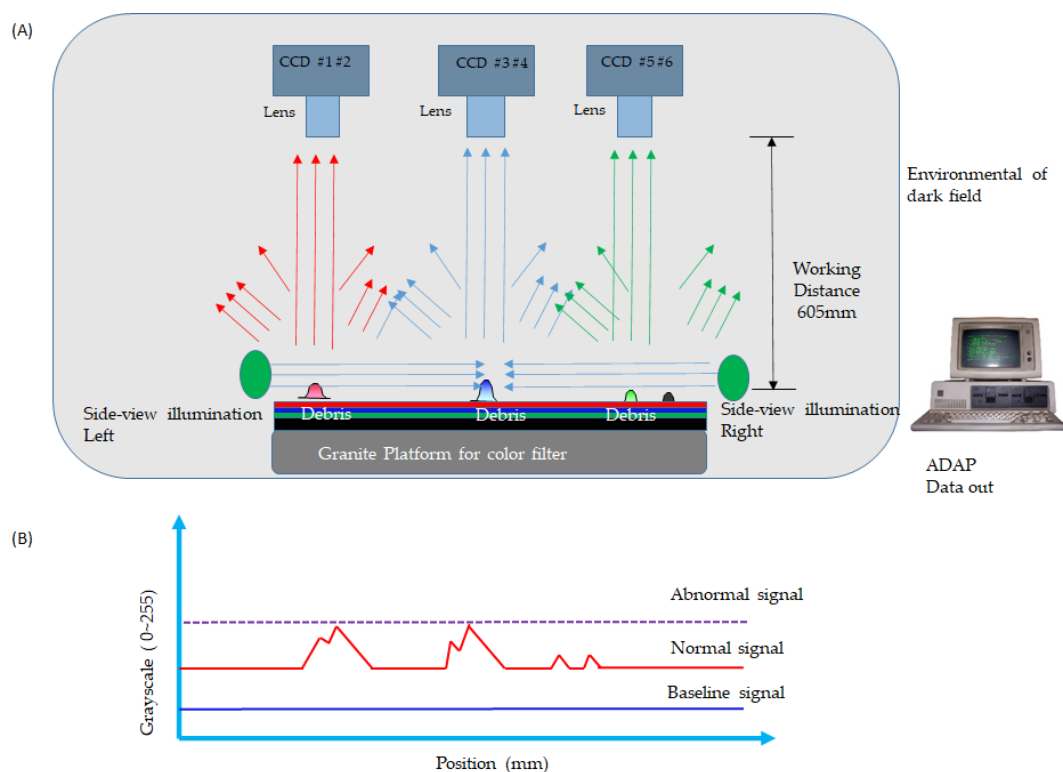 (A)
CCD #1#2
CCD #3#4
CCD #5#6
Lens
Lens
Lens
Environmental of
dark field
Working
Distance
605mm
Side-view illumination
Left
Debris
Debris
Debris
Side-view illumination
Right
Granite Platform for color filter
ADAP
Data out
(B)
Grayscale ( 0~255)
Abnormal signal
Normal signal
Baseline signal
Position (mm)